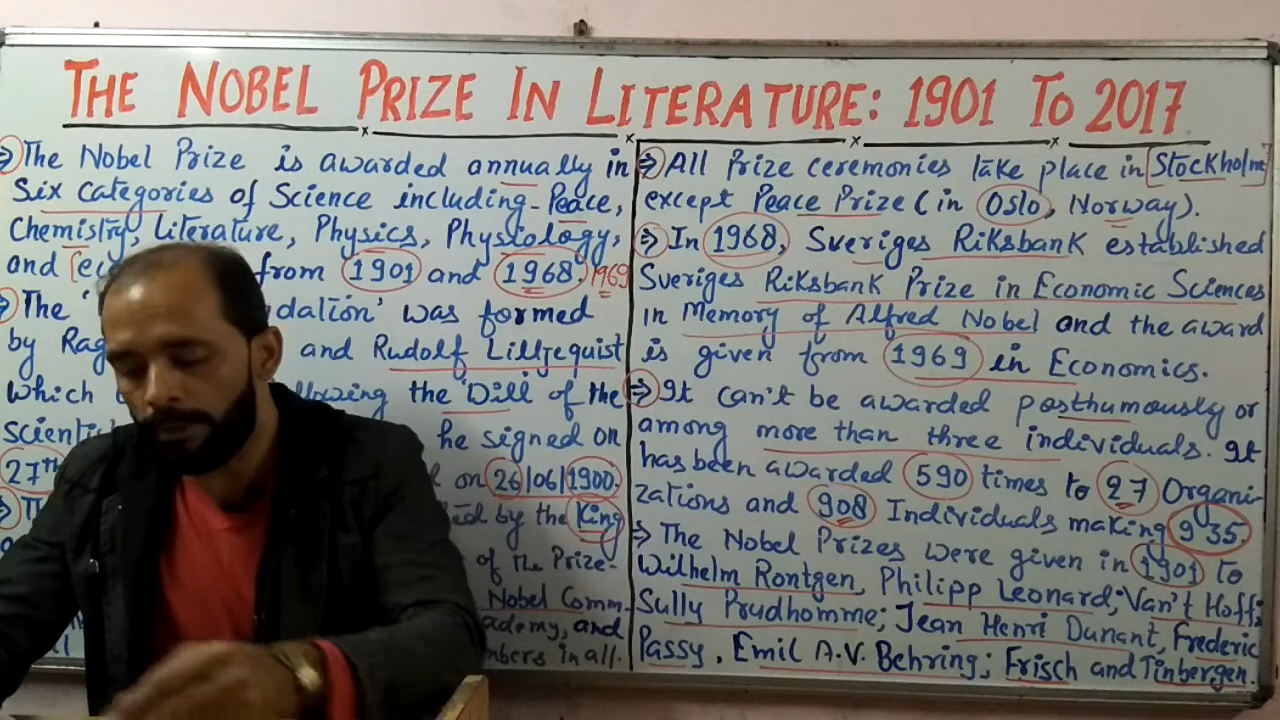 THE NOBEL PRIZE IN LITERATURE: 1901 TO 2017
⇒The Nobel Prize is awarded annually in
Six Categories of Science including-Peace,
Chemistry, Literature, Physics, Physiology,
and from 1901 and 1968. 1969
⇒The dation' was formed
by and Rudolf Lilljequist
Which the Will of the
he signed on
27th on 26/06/1900.
by the King
of the Prize-
Nobel Comm-
and
in all.
⇒All Prize ceremonies take place in [Stockholm]
except Peace Prize (in Oslo, Norway).
⇒In 1968, Sveriges Riksbank established
Sveriges Riksbank Prize in Economic Sciences
in Memory of Alfred Nobel and the award
is given from 1969 in Economics.
⇒It can't be awarded posthumously or
among more than three individuals. It
has been awarded 590 times to 27 Organi-
zations and 908 Individuals making 935.
⇒The Nobel Prizes were given in 1901 to
Wilhelm Rontgen, Philipp Leonard; Van't Hoff;
Sully Prudhomme; Jean Henri Dunant, Frederic
Passy, Emil A.V. Behring; Frisch and Tinbergen.